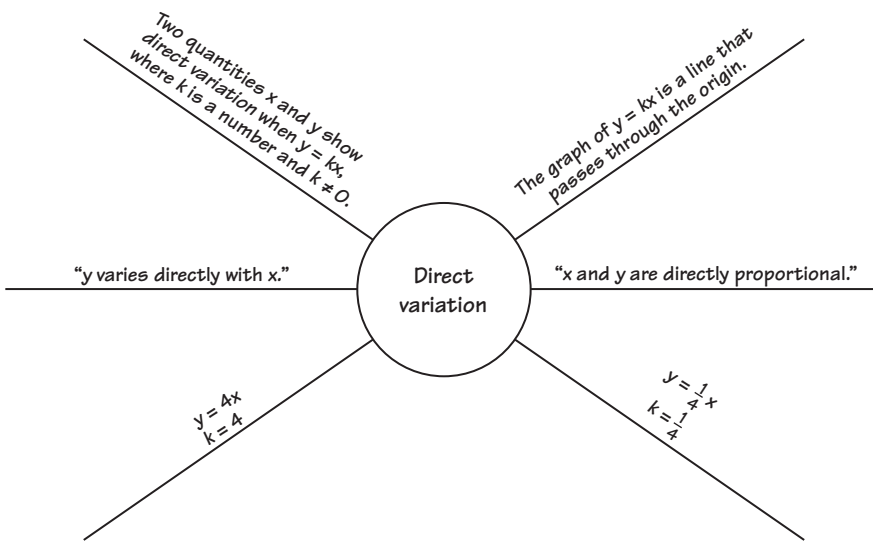 Two quantities x and y show
direct variation when y = kx,
where k is a number and k ≠ 0.
The graph of y = kx is a line that
passes through the origin.
"y varies directly with x."
Direct
variation
"x and y are directly proportional."
y = 4x
k = 4
y = 1/4 x
k = 1/4